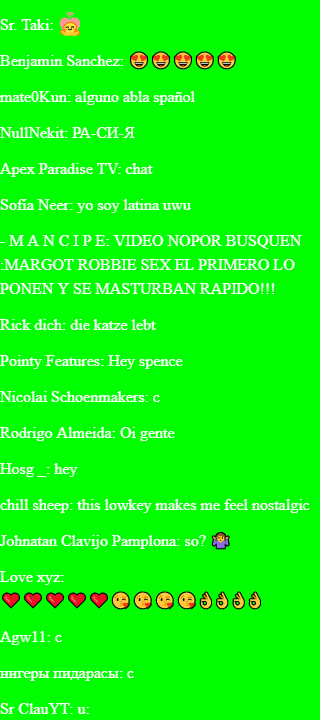 Sr. Taki:
Benjamin Sanchez: 😍😍😍😍😍
mate0Kun: alguno abla spañol
NullNekit: РА-СИ-Я
Apex Paradise TV: chat
Sofía Neer: yo soy latina uwu
- M A N C I P E: VIDEO NOPOR BUSQUEN
:MARGOT ROBBIE SEX EL PRIMERO LO
PONEN Y SE MASTURBAN RAPIDO!!!
Rick dich: die katze lebt
Pointy Features: Hey spence
Nicolai Schoenmakers: c
Rodrigo Almeida: Oi gente
Hosg _: hey
chill sheep: this lowkey makes me feel nostalgic
Johnatan Clavijo Pamplona: so? 🤷
Love xyz:
❤❤❤❤❤😘😘😘😘👌👌👌👌
Agw11: c
нигеры пидарасы: с
Sr ClauYT: u: